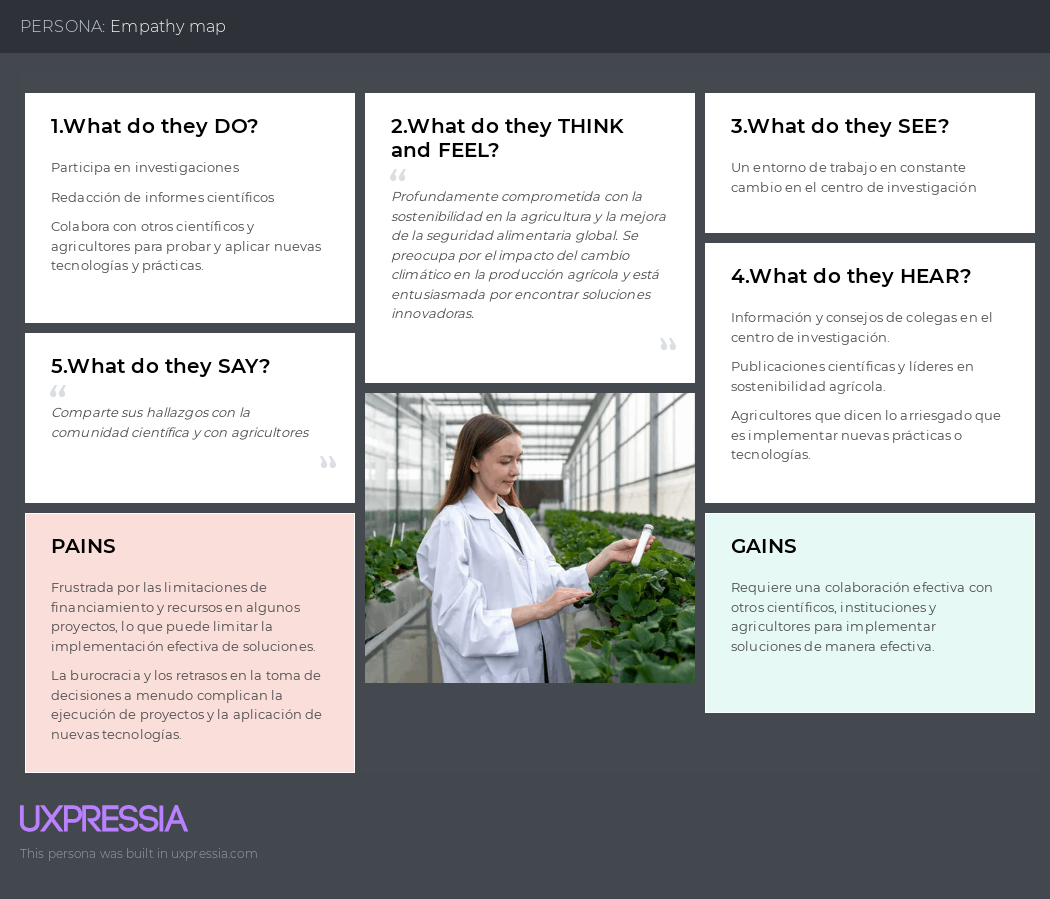 PERSONA: Empathy map
1.What do they DO?
Participa en investigaciones
Redacción de informes científicos
Colabora con otros científicos y
agricultores para probar y aplicar nuevas
tecnologías y prácticas.
2.What do they THINK
and FEEL?
“
Profundamente comprometida con la
sostenibilidad en la agricultura y la mejora
de la seguridad alimentaria global. Se
preocupa por el impacto del cambio
climático en la producción agrícola y está
entusiasmada por encontrar soluciones
innovadoras.
”
3.What do they SEE?
Un entorno de trabajo en constante
cambio en el centro de investigación
4.What do they HEAR?
Información y consejos de colegas en el
centro de investigación.
Publicaciones científicas y líderes en
sostenibilidad agrícola.
Agricultores que dicen lo arriesgado que
es implementar nuevas prácticas o
tecnologías.
5.What do they SAY?
“
Comparte sus hallazgos con la
comunidad científica y con agricultores
”
PAINS
Frustrada por las limitaciones de
financiamiento y recursos en algunos
proyectos, lo que puede limitar la
implementación efectiva de soluciones.
La burocracia y los retrasos en la toma de
decisiones a menudo complican la
ejecución de proyectos y la aplicación de
nuevas tecnologías.
GAINS
Requiere una colaboración efectiva con
otros científicos, instituciones y
agricultores para implementar
soluciones de manera efectiva.
UXPRESSIA
This persona was built in uxpressia.com